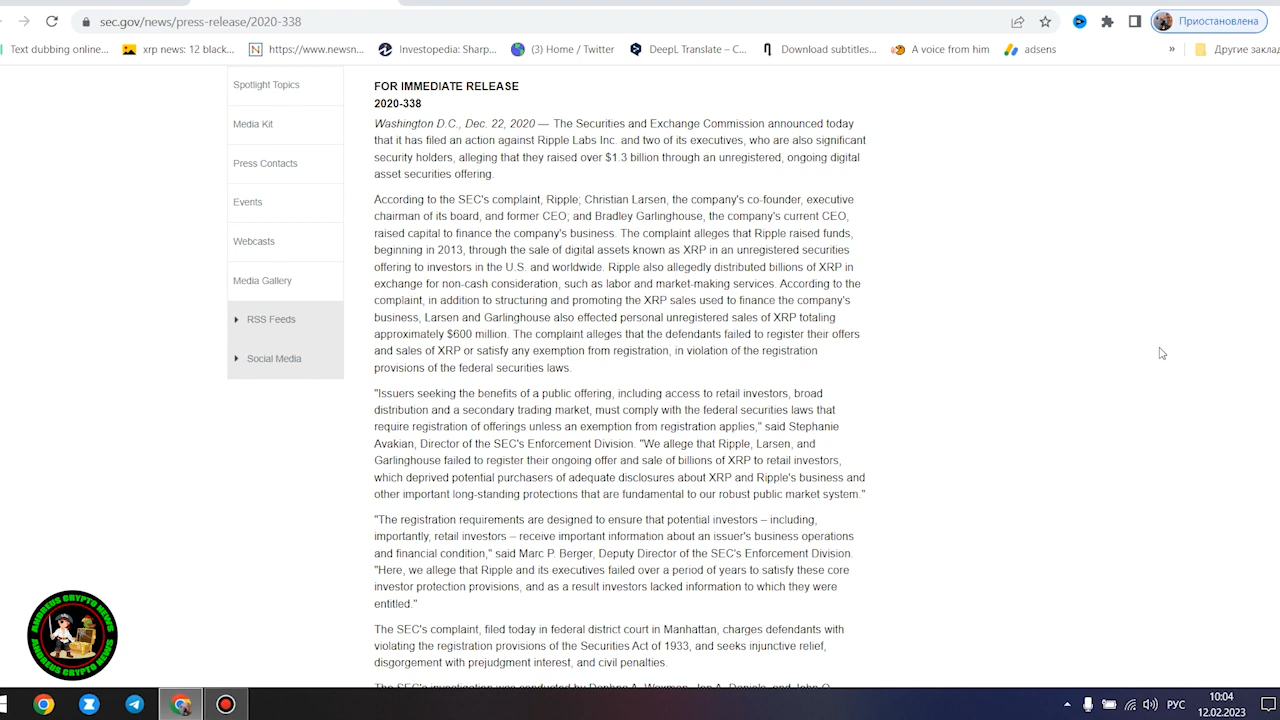 sec.gov/news/press-release/2020-338
Приостановлена
Text dubbing online...
xrp news: 12 black...
https://www.newsn...
Investopedia: Sharp...
(3) Home / Twitter
DeepL Translate – C...
Download subtitles...
A voice from him
adsens
»
Другие заклад
Spotlight Topics
Media Kit
Press Contacts
Events
Webcasts
Media Gallery
RSS Feeds
Social Media
FOR IMMEDIATE RELEASE
2020-338
Washington D.C., Dec. 22, 2020 — The Securities and Exchange Commission announced today
that it has filed an action against Ripple Labs Inc. and two of its executives, who are also significant
security holders, alleging that they raised over $1.3 billion through an unregistered, ongoing digital
asset securities offering.
According to the SEC's complaint, Ripple; Christian Larsen, the company's co-founder, executive
chairman of its board, and former CEO; and Bradley Garlinghouse, the company's current CEO,
raised capital to finance the company's business. The complaint alleges that Ripple raised funds,
beginning in 2013, through the sale of digital assets known as XRP in an unregistered securities
offering to investors in the U.S. and worldwide. Ripple also allegedly distributed billions of XRP in
exchange for non-cash consideration, such as labor and market-making services. According to the
complaint, in addition to structuring and promoting the XRP sales used to finance the company's
business, Larsen and Garlinghouse also effected personal unregistered sales of XRP totaling
approximately $600 million. The complaint alleges that the defendants failed to register their offers
and sales of XRP or satisfy any exemption from registration, in violation of the registration
provisions of the federal securities laws.
"Issuers seeking the benefits of a public offering, including access to retail investors, broad
distribution and a secondary trading market, must comply with the federal securities laws that
require registration of offerings unless an exemption from registration applies," said Stephanie
Avakian, Director of the SEC's Enforcement Division. "We allege that Ripple, Larsen, and
Garlinghouse failed to register their ongoing offer and sale of billions of XRP to retail investors,
which deprived potential purchasers of adequate disclosures about XRP and Ripple's business and
other important long-standing protections that are fundamental to our robust public market system."
"The registration requirements are designed to ensure that potential investors – including,
importantly, retail investors – receive important information about an issuer's business operations
and financial condition," said Marc P. Berger, Deputy Director of the SEC's Enforcement Division.
"Here, we allege that Ripple and its executives failed over a period of years to satisfy these core
investor protection provisions, and as a result investors lacked information to which they were
entitled."
The SEC's complaint, filed today in federal district court in Manhattan, charges defendants with
violating the registration provisions of the Securities Act of 1933, and seeks injunctive relief,
disgorgement with prejudgment interest, and civil penalties.
The SEC's investigation was conducted by Daphna A. Waxman, Jon A. Daniels, and John O.
ANDREUS CRYPTO NEWS
ANDREUS CRYPTO NEWS
РУС
10:04
12.02.2023